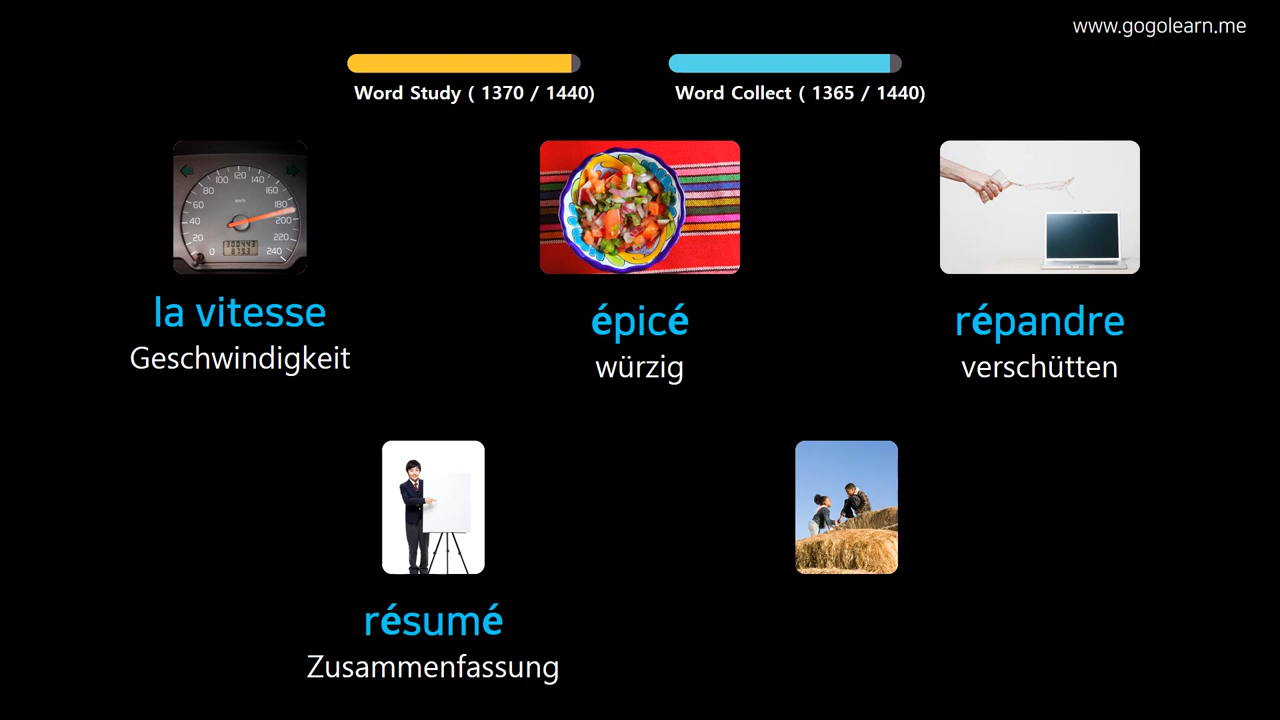 www.gogolearn.me
Word Study ( 1370 / 1440)
Word Collect ( 1365 / 1440)
la vitesse
Geschwindigkeit
épicé
würzig
répandre
verschütten
résumé
Zusammenfassung